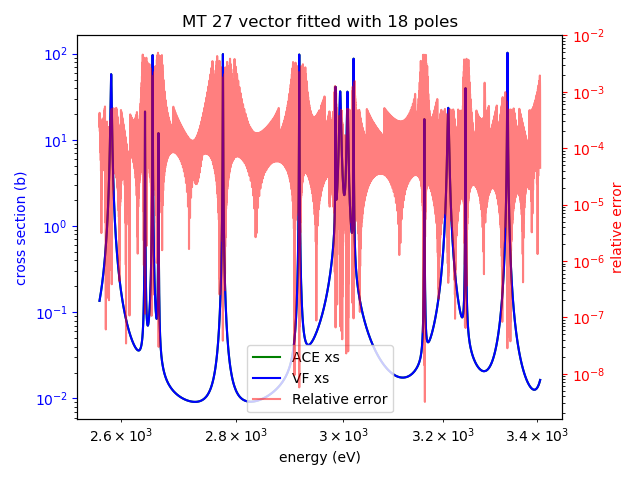 MT 27 vector fitted with 18 poles
cross section (b)
10²
10¹
10⁰
10⁻¹
10⁻²
10⁻²
10⁻³
10⁻⁴
10⁻⁵
10⁻⁶
10⁻⁷
10⁻⁸
relative error
ACE xs
VF xs
Relative error
2.6 × 10³ 2.8 × 10³ 3 × 10³ 3.2 × 10³ 3.4 × 10³
energy (eV)